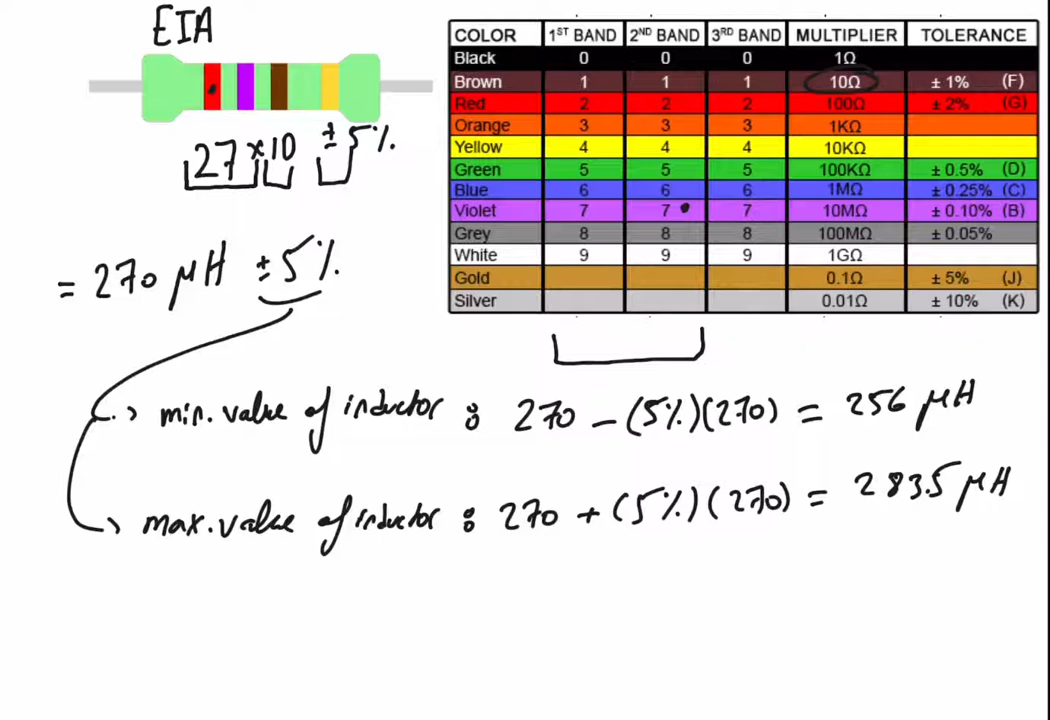 EIA
27 x 10 ± 5%
= 270 μH ±5%
COLOR 1ST BAND 2ND BAND 3RD BAND MULTIPLIER TOLERANCE
Black 0 0 0 1Ω
Brown 1 1 1 10Ω ± 1% (F)
Red 2 2 2 100Ω ± 2% (G)
Orange 3 3 3 1KΩ
Yellow 4 4 4 10KΩ
Green 5 5 5 100KΩ ± 0.5% (D)
Blue 6 6 6 1MΩ ± 0.25% (C)
Violet 7 7 7 10MΩ ± 0.10% (B)
Grey 8 8 8 100MΩ ± 0.05%
White 9 9 9 1GΩ
Gold 0.1Ω ± 5% (J)
Silver 0.01Ω ± 10% (K)
min. value of inductor : 270 - (5%)(270) = 256 μH
max. value of inductor : 270 + (5%)(270) = 283.5 μH